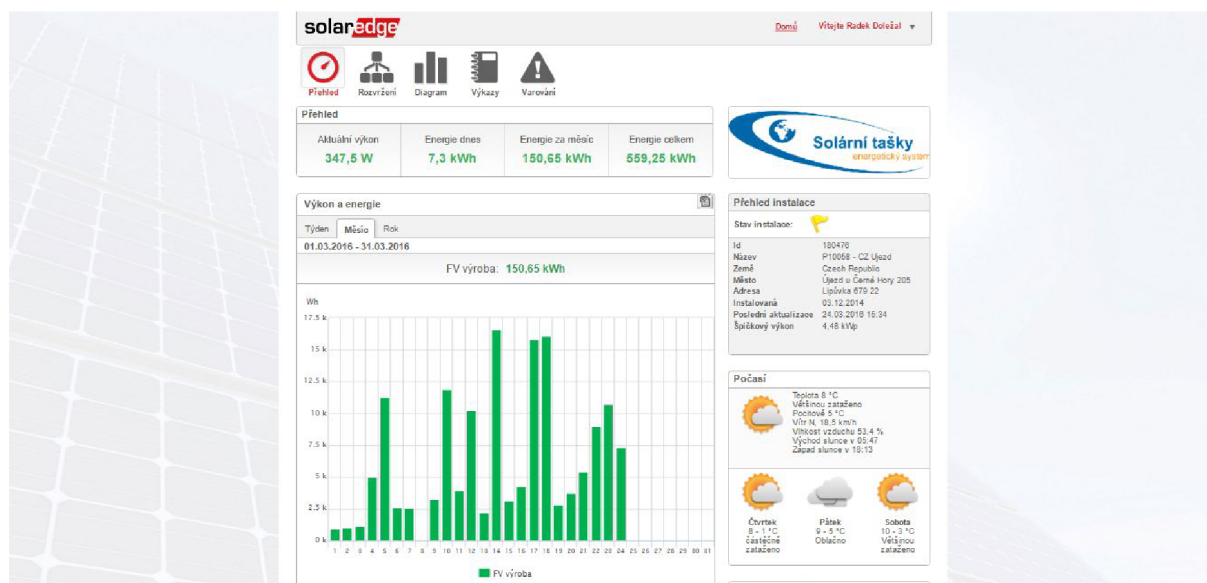 solaredge
Domů Vítejte Radek Doležal
Přehled Rozvržení Diagram Výkazy Varování
Přehled
Aktuální výkon Energie dnes Energie za měsíc Energie celkem
347,5 W 7,3 kWh 150,65 kWh 559,25 kWh
Solární tašky
energetický system
Výkon a energie
Týden Měsíc Rok
01.03.2016 - 31.03.2016
FV výroba: 150,65 kWh
Wh
17.5 k
15 k
12.5 k
10 k
7.5 k
5 k
2.5 k
0 k
1 2 3 4 5 6 7 8 9 10 11 12 13 14 15 16 17 18 19 20 21 22 23 24 25 26 27 28 29 30 31
FV výroba
Přehled instalace
Stav instalace:
Id 180476
Název P10058 - CZ Ujezd
Země Czech Republic
Město Újezd u Černé Hory 205
Adresa Lipůvka 679 22
Instalovaná 03.12.2014
Poslední aktualizace 24.03.2016 15:34
Špičkový výkon 4,48 kWp
Počasí
Teplota 8 °C
Většinou zataženo
Pocitově 5 °C
Vítr N, 18,5 km/h
Vlhkost vzduchu 53,4 %
Východ slunce v 05:47
Západ slunce v 18:13
Čtvrtek Pátek Sobota
8 - 1 °C 9 - 5 °C 10 - 3 °C
částečně zataženo Oblačno Většinou zataženo